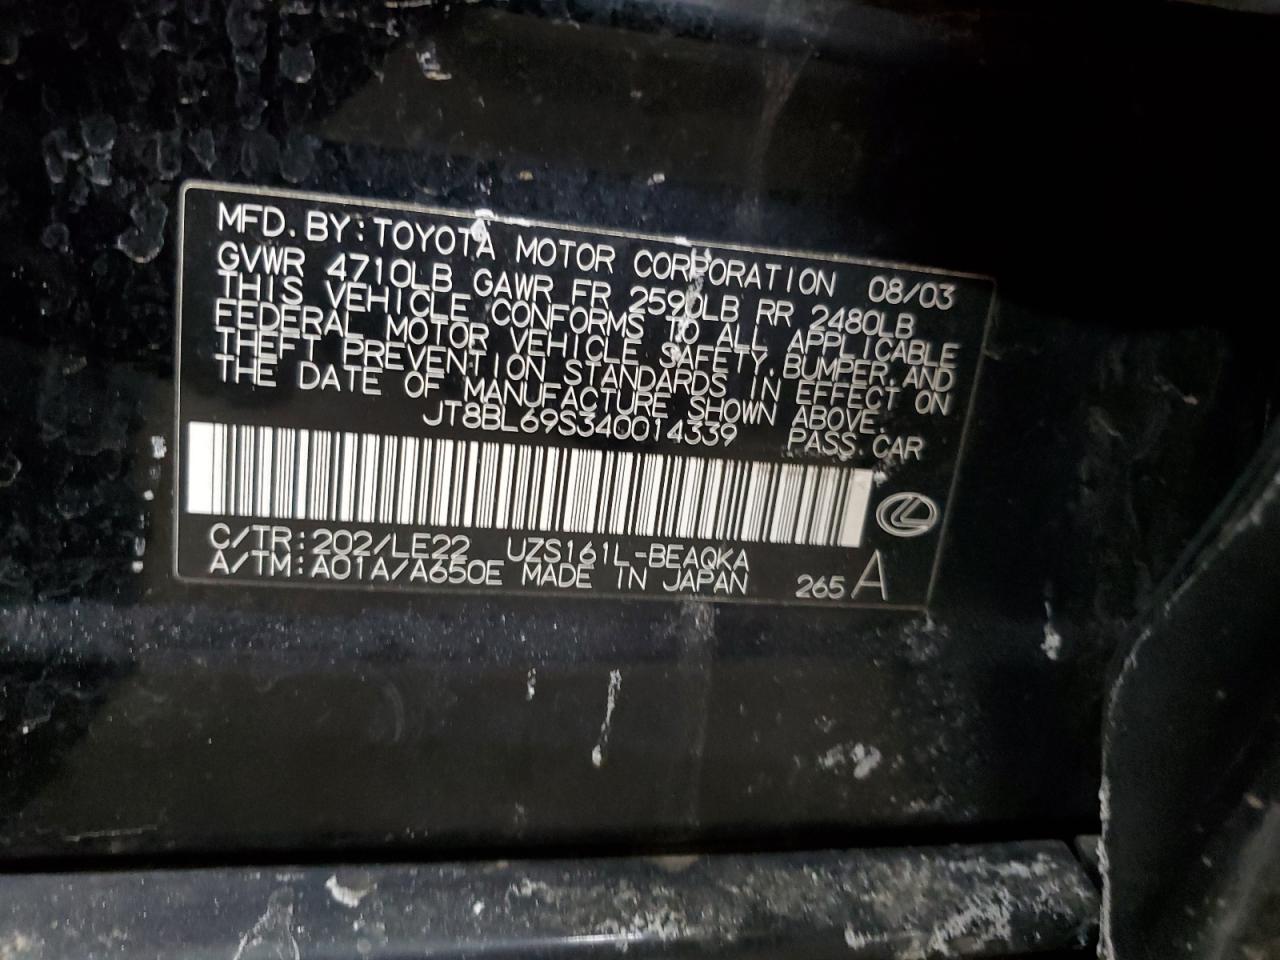 MFD. BY: TOYOTA MOTOR CORPORATION 08/03
GVWR 4710LB GAWR FR 2590LB RR 2480LB
THIS VEHICLE CONFORMS TO ALL APPLICABLE
FEDERAL MOTOR VEHICLE SAFETY, BUMPER, AND
THEFT PREVENTION STANDARDS IN EFFECT ON
THE DATE OF MANUFACTURE SHOWN ABOVE.
JT8BL69S340014339 PASS. CAR
C/TR: 202/LE22 UZS161L-BEAQKA
A/TM: A01A/A650E MADE IN JAPAN 265 A